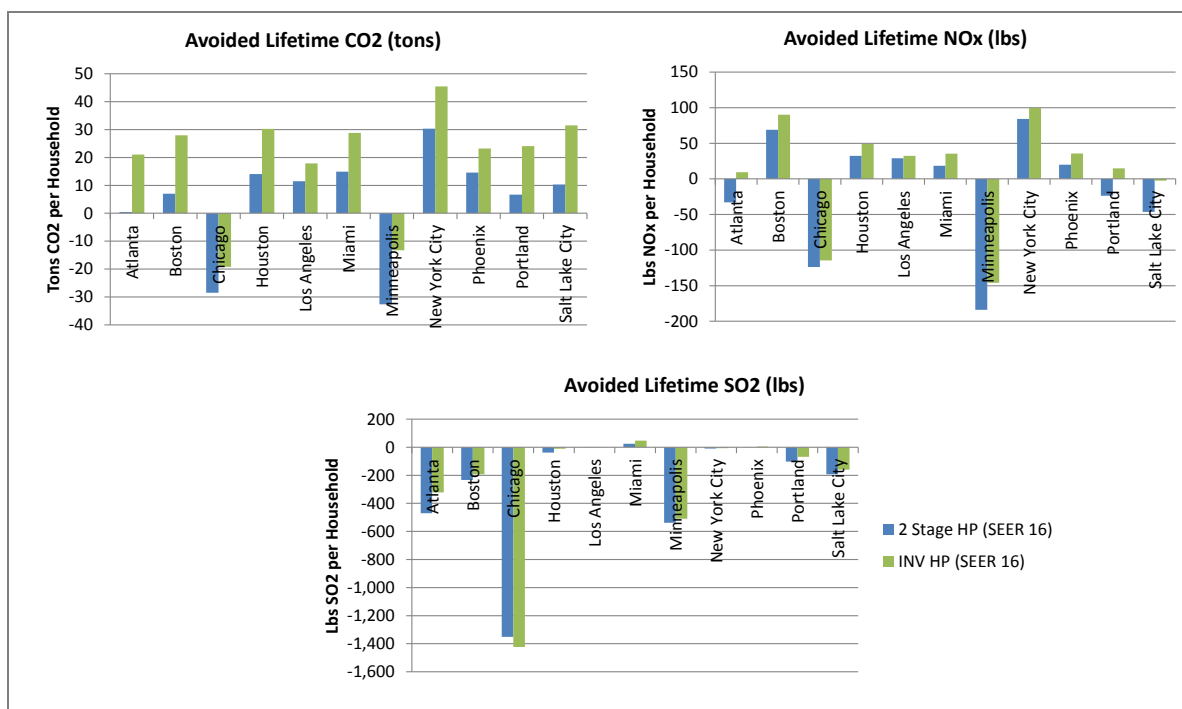 Avoided Lifetime CO2 (tons)
Tons CO2 per Household
50
40
30
20
10
0
-10
-20
-30
-40
Atlanta
Boston
Chicago
Houston
Los Angeles
Miami
Minneapolis
New York City
Phoenix
Portland
Salt Lake City
Avoided Lifetime NOx (lbs)
Lbs NOx per Household
150
100
50
0
-50
-100
-150
-200
Atlanta
Boston
Chicago
Houston
Los Angeles
Miami
Minneapolis
New York City
Phoenix
Portland
Salt Lake City
Avoided Lifetime SO2 (lbs)
Lbs SO2 per Household
200
0
-200
-400
-600
-800
-1,000
-1,200
-1,400
-1,600
Atlanta
Boston
Chicago
Houston
Los Angeles
Miami
Minneapolis
New York City
Phoenix
Portland
Salt Lake City
2 Stage HP (SEER 16)
INV HP (SEER 16)